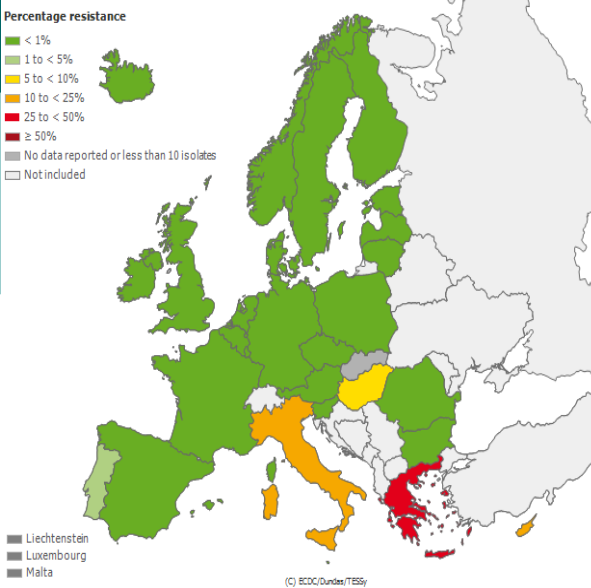 Percentage resistance
< 1%
1 to < 5%
5 to < 10%
10 to < 25%
25 to < 50%
≥ 50%
No data reported or less than 10 isolates
Not included
Liechtenstein
Luxembourg
Malta
(C) ECDC/Dundas/TESSy